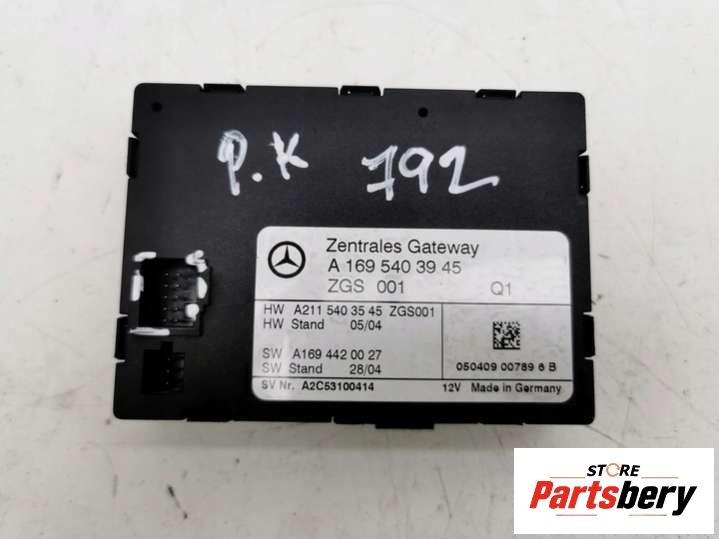 P.K 792
Zentrales Gateway
A 169 540 39 45
ZGS 001 Q1
HW A211 540 35 45 ZGS001
HW Stand 05/04
SW A169 442 00 27
SW Stand 28/04
050409 00789 6 B
SV Nr. A2C53100414 12V Made in Germany
STORE
Partsbery